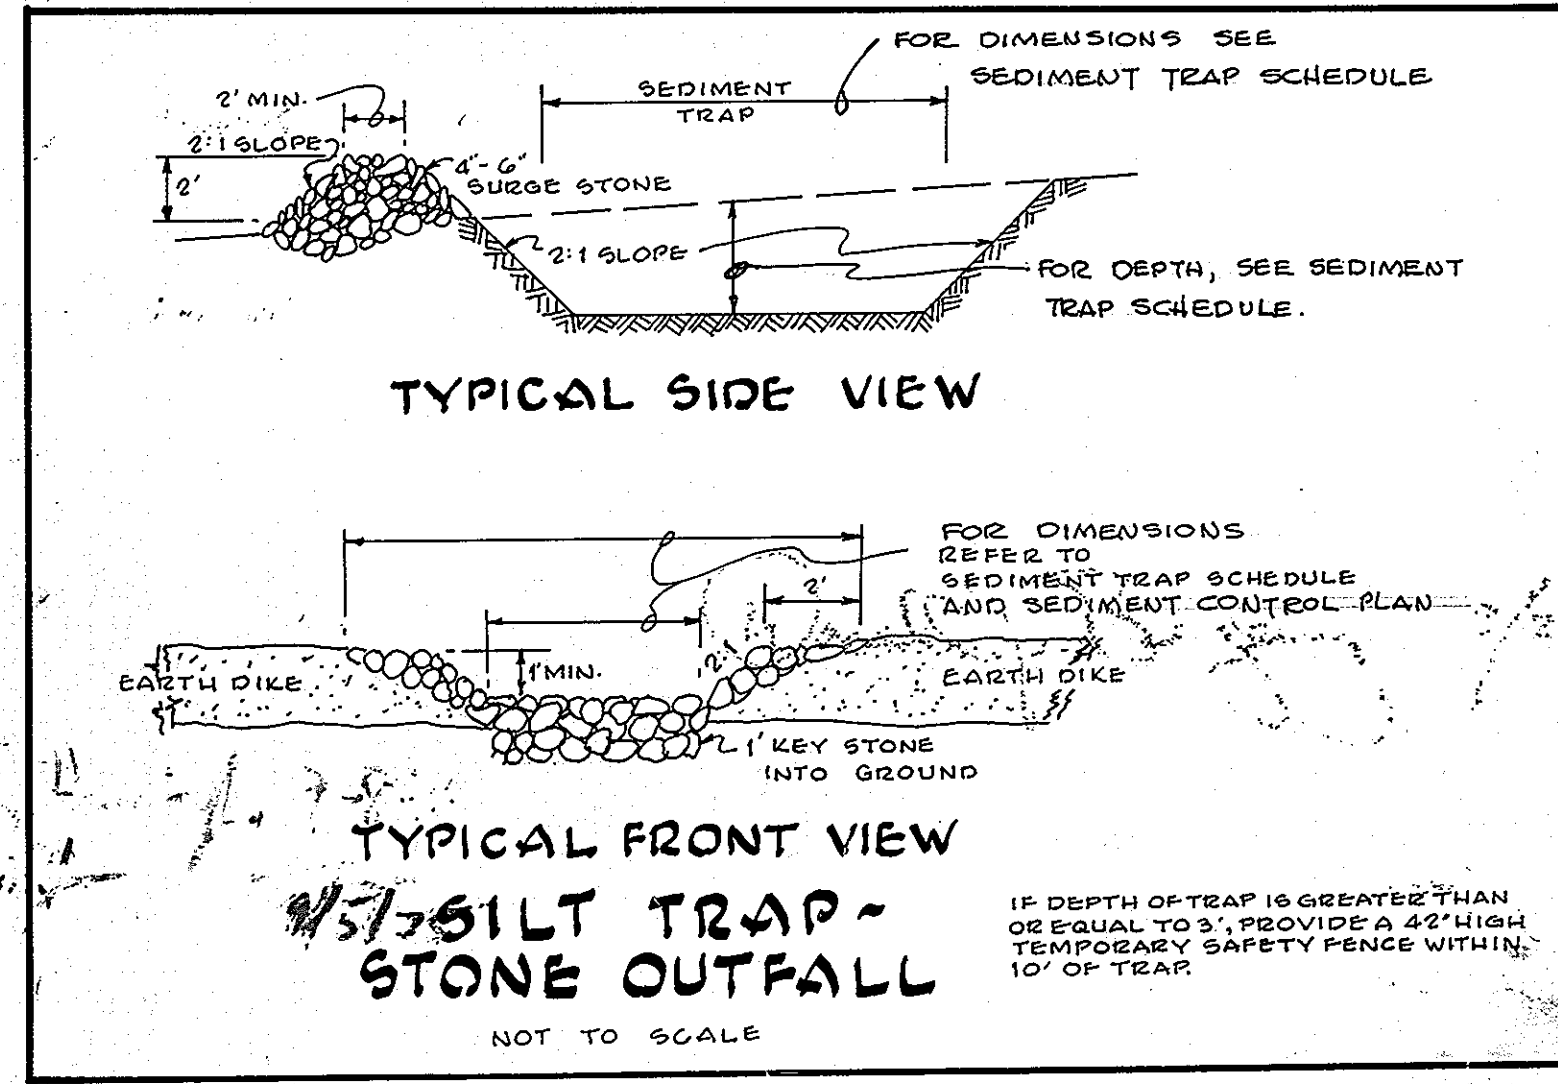 FOR DIMENSIONS SEE
SEDIMENT TRAP SCHEDULE
2' MIN.
SEDIMENT
TRAP
2:1 SLOPE
2'
4"-6"
SURGE STONE
2:1 SLOPE
FOR DEPTH, SEE SEDIMENT
TRAP SCHEDULE.
TYPICAL SIDE VIEW
FOR DIMENSIONS
REFER TO
SEDIMENT TRAP SCHEDULE
AND SEDIMENT CONTROL PLAN
2'
2:1
1' MIN.
EARTH DIKE
EARTH DIKE
1' KEY STONE
INTO GROUND
TYPICAL FRONT VIEW
SILT TRAP-
STONE OUTFALL
NOT TO SCALE
IF DEPTH OF TRAP IS GREATER THAN
OR EQUAL TO 3', PROVIDE A 42" HIGH
TEMPORARY SAFETY FENCE WITHIN
10' OF TRAP.